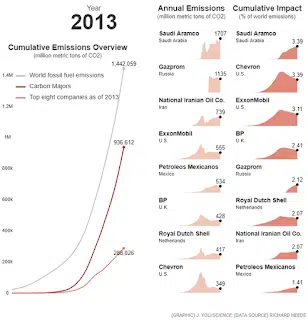 Year
2013
Cumulative Emissions Overview
(million metric tons of CO2)
1,442,059
1.4M
World fossil fuel emissions
Carbon Majors
Top eight companies as of 2013
1.2M
1M
936,612
800k
600k
400k
288,026
200k
0
Annual Emissions
(million metric tons of CO2)
Saudi Aramco
Saudi Arabia
1707
Gazprom
Russia
1135
National Iranian Oil Co.
Iran
739
ExxonMobil
U.S.
555
Petroleos Mexicanos
Mexico
534
BP
U.K.
428
Royal Dutch Shell
Netherlands
417
Chevron
U.S.
349
Cumulative Impact
(% of world emissions)
Saudi Aramco
Saudi Arabia
3.39
Chevron
U.S.
3.39
ExxonMobil
U.S.
3.11
BP
U.K.
2.41
Gazprom
Russia
2.12
Royal Dutch Shell
Netherlands
2.07
National Iranian Oil Co.
Iran
2.07
Petroleos Mexicanos
Mexico
1.41
(GRAPHIC) J. YOU/SCIENCE; (DATA SOURCE) RICHARD HEEDE